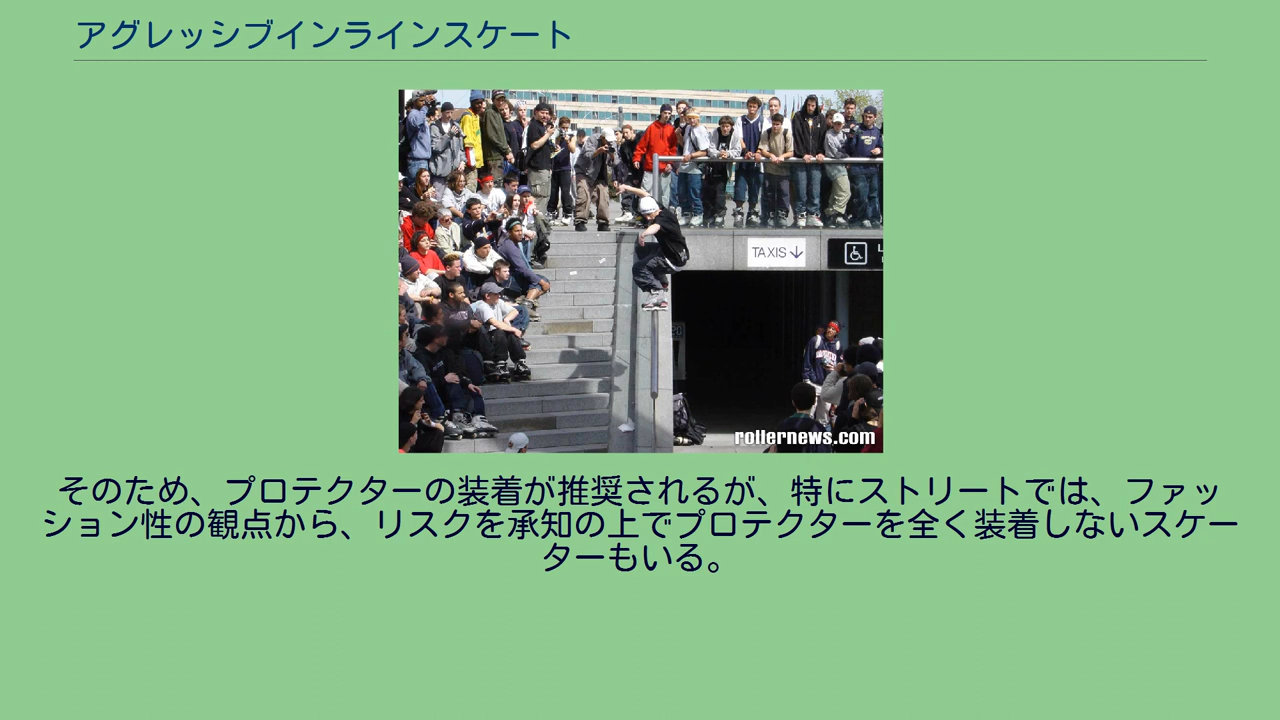 アグレッシブインラインスケート
TAXIS↓
rollernews.com
そのため、プロテクターの装着が推奨されるが、特にストリートでは、ファッ
ション性の観点から、リスクを承知の上でプロテクターを全く装着しないスケー
ターもいる。